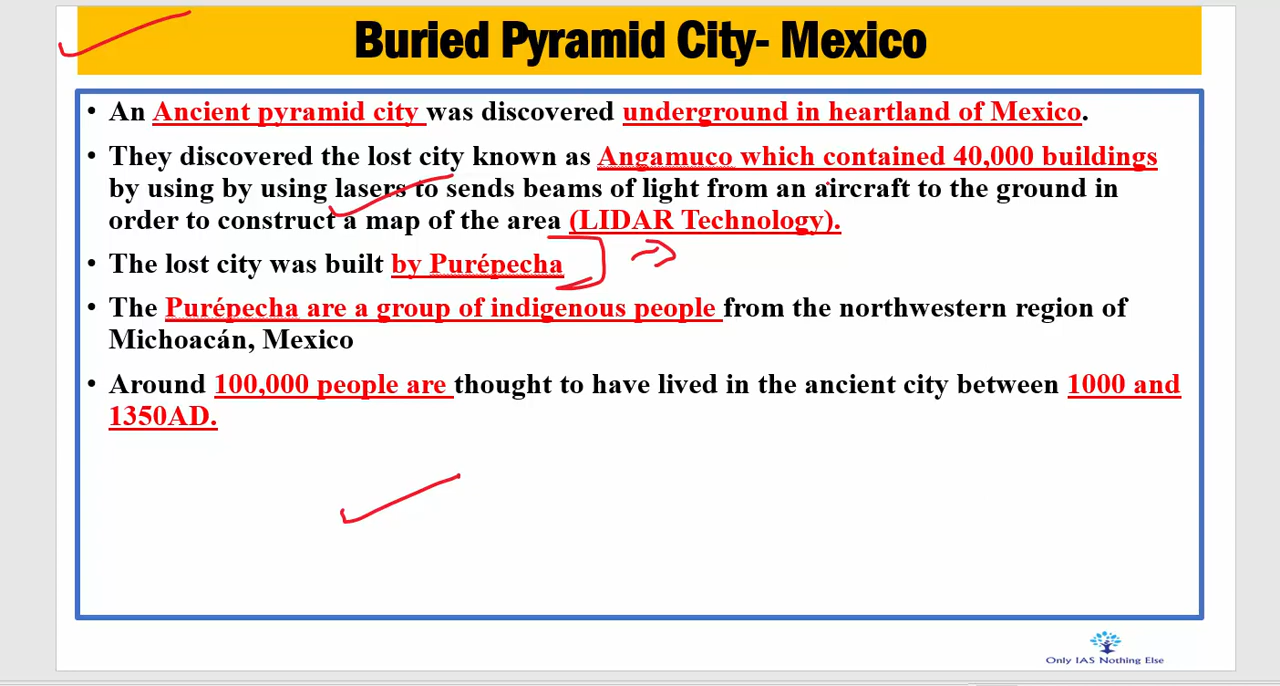 Buried Pyramid City- Mexico
• An Ancient pyramid city was discovered underground in heartland of Mexico.
• They discovered the lost city known as Angamuco which contained 40,000 buildings
by using by using lasers to sends beams of light from an aircraft to the ground in
order to construct a map of the area (LIDAR Technology).
• The lost city was built by Purépecha
• The Purépecha are a group of indigenous people from the northwestern region of
Michoacán, Mexico
• Around 100,000 people are thought to have lived in the ancient city between 1000 and
1350AD.
Only IAS Nothing Else